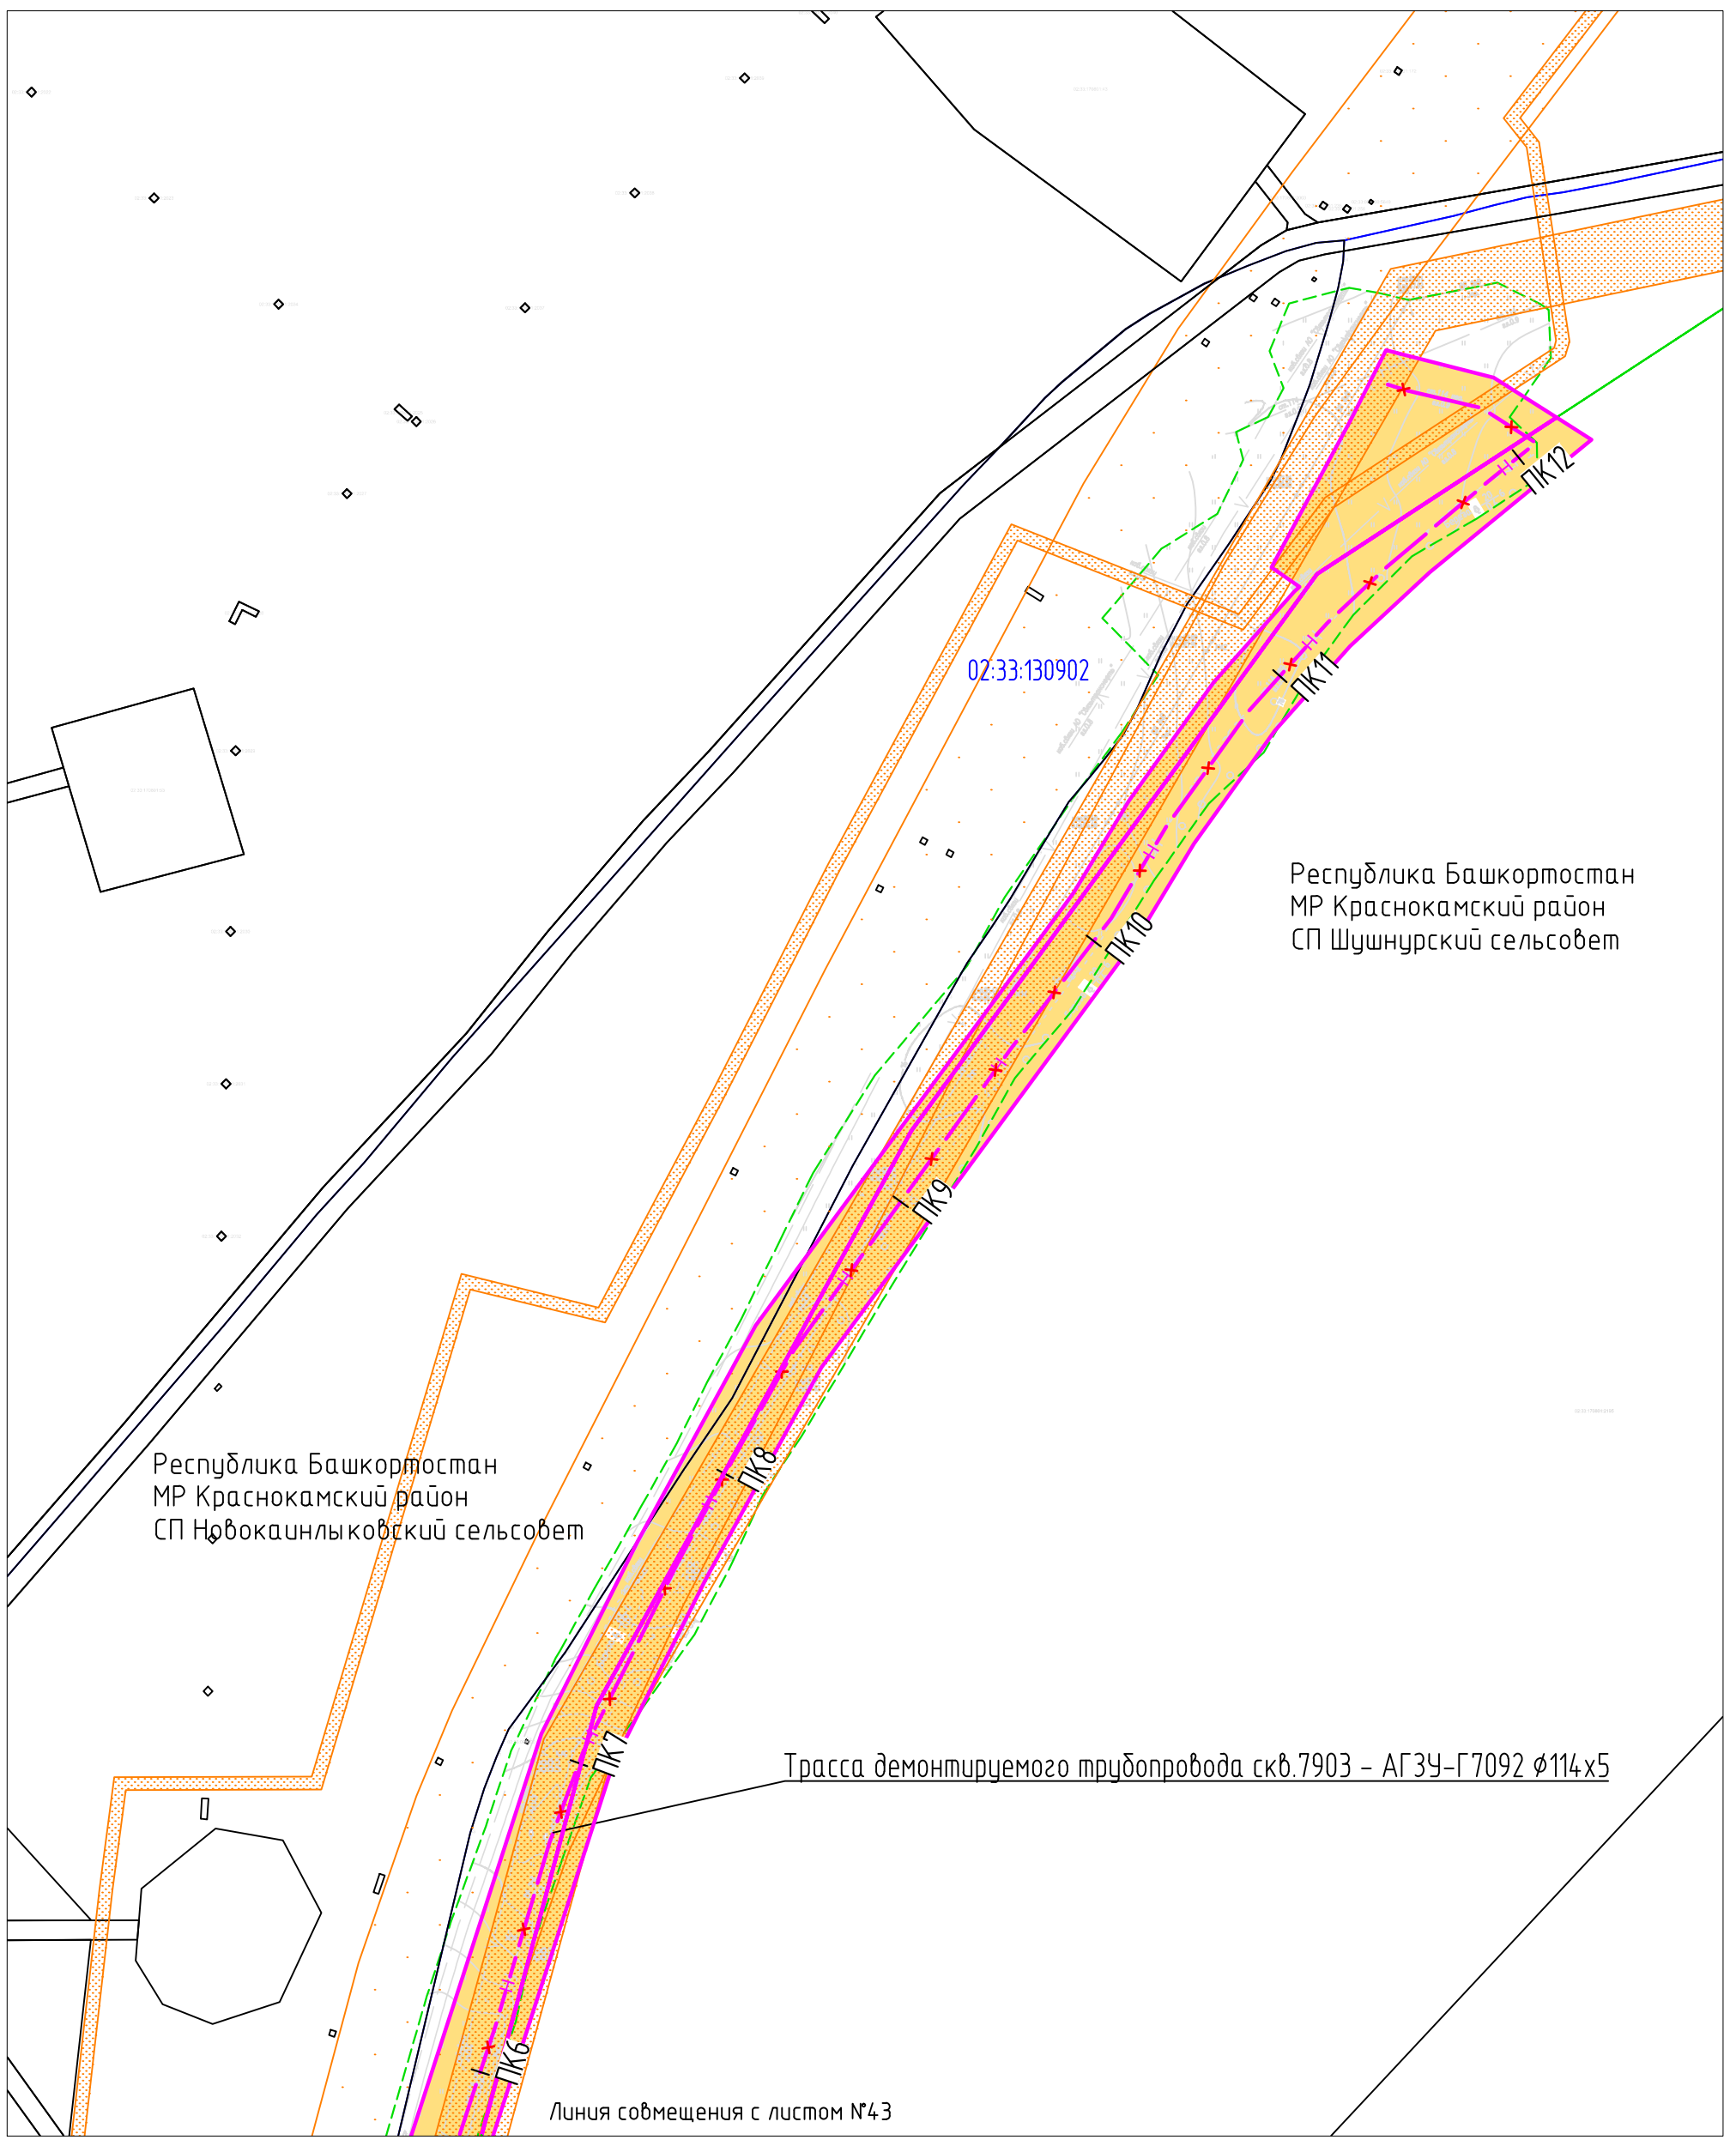 ПК12
02:33:130902
ПК11
Республика Башкортостан
МР Краснокамский район
СП Шушнурский сельсовет
ПК10
ПК9
Республика Башкортостан
МР Краснокамский район
СП Новокаинлыковский сельсовет
ПК8
ПК7
Трасса демонтируемого трубопровода скв.7903 - АГЗУ-Г7092 Ø114х5
ПК6
Линия совмещения с листом №43